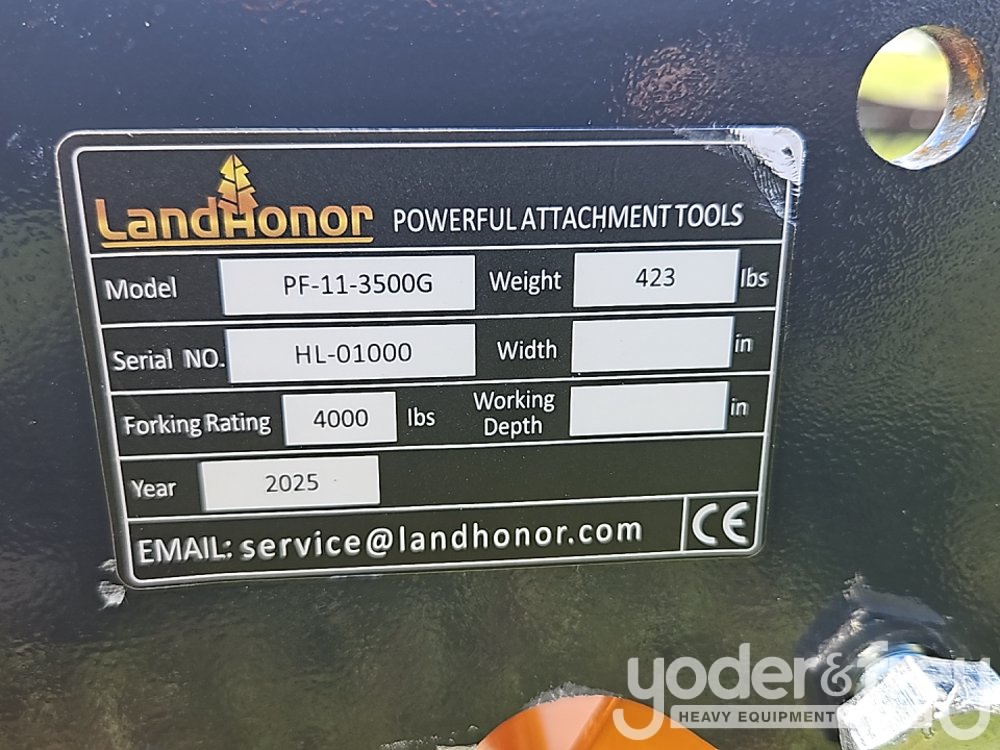 LandHonor POWERFUL ATTACHMENT TOOLS
Model PF-11-3500G Weight 423 lbs
Serial NO. HL-01000 Width in
Forking Rating 4000 lbs Working Depth in
Year 2025
EMAIL: service@landhonor.com CE
yoder&frey
HEAVY EQUIPMENT